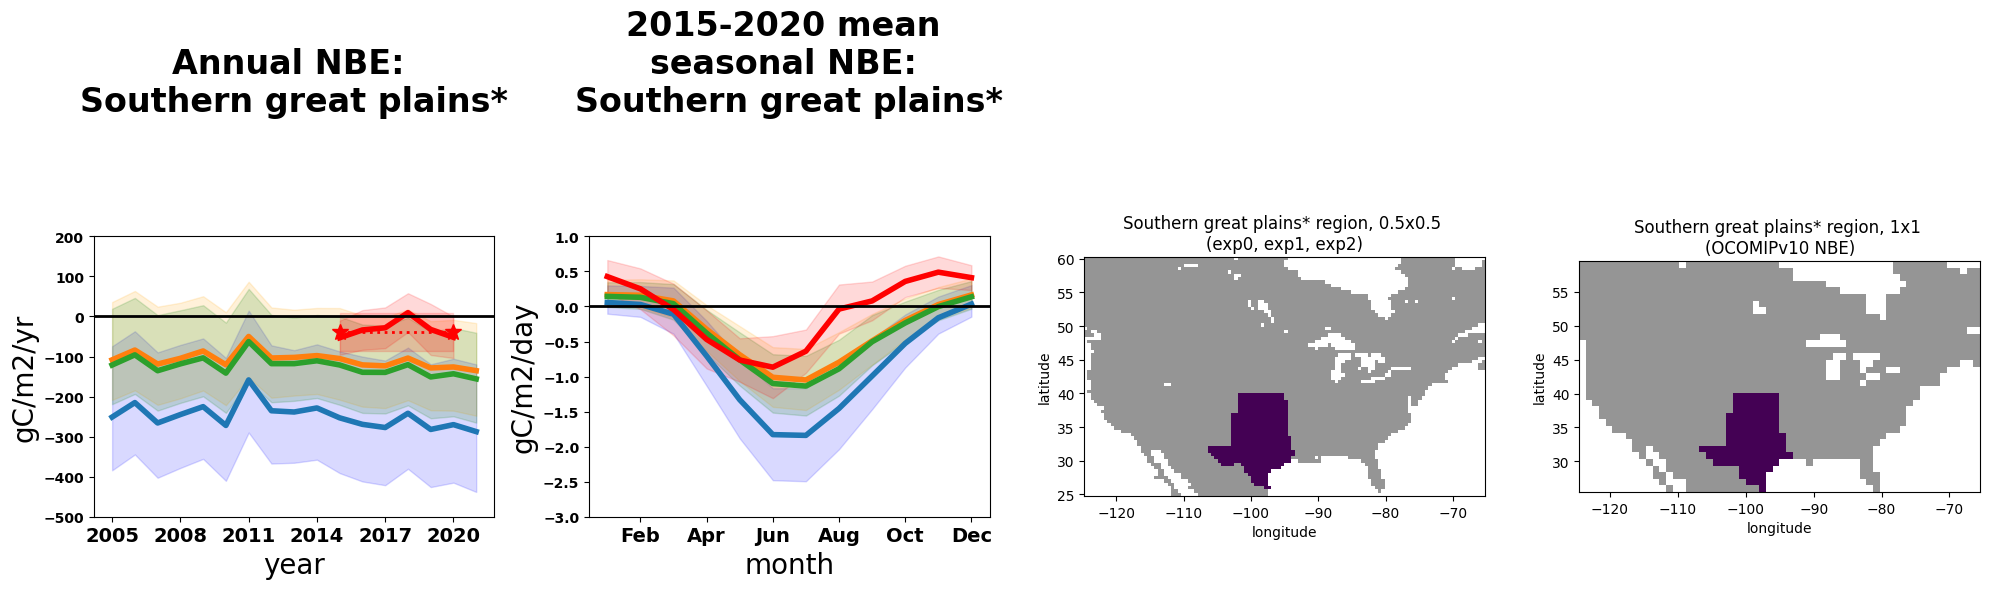 Annual NBE:
Southern great plains*
200
100
0
−100
−200
−300
−400
−500
gC/m2/yr
2005 2008 2011 2014 2017 2020
year
2015-2020 mean
seasonal NBE:
Southern great plains*
1.0
0.5
0.0
−0.5
−1.0
−1.5
−2.0
−2.5
−3.0
gC/m2/day
Feb Apr Jun Aug Oct Dec
month
Southern great plains* region, 0.5x0.5
(exp0, exp1, exp2)
60
55
50
45
40
35
30
25
latitude
−120 −110 −100 −90 −80 −70
longitude
Southern great plains* region, 1x1
(OCOMIPv10 NBE)
55
50
45
40
35
30
latitude
−120 −110 −100 −90 −80 −70
longitude